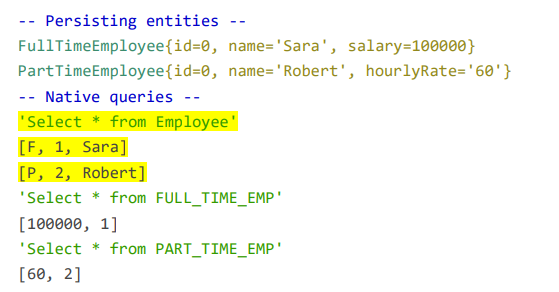 -- Persisting entities --
FullTimeEmployee{id=0, name='Sara', salary=100000}
PartTimeEmployee{id=0, name='Robert', hourlyRate='60'}
-- Native queries --
'Select * from Employee'
[F, 1, Sara]
[P, 2, Robert]
'Select * from FULL_TIME_EMP'
[100000, 1]
'Select * from PART_TIME_EMP'
[60, 2]